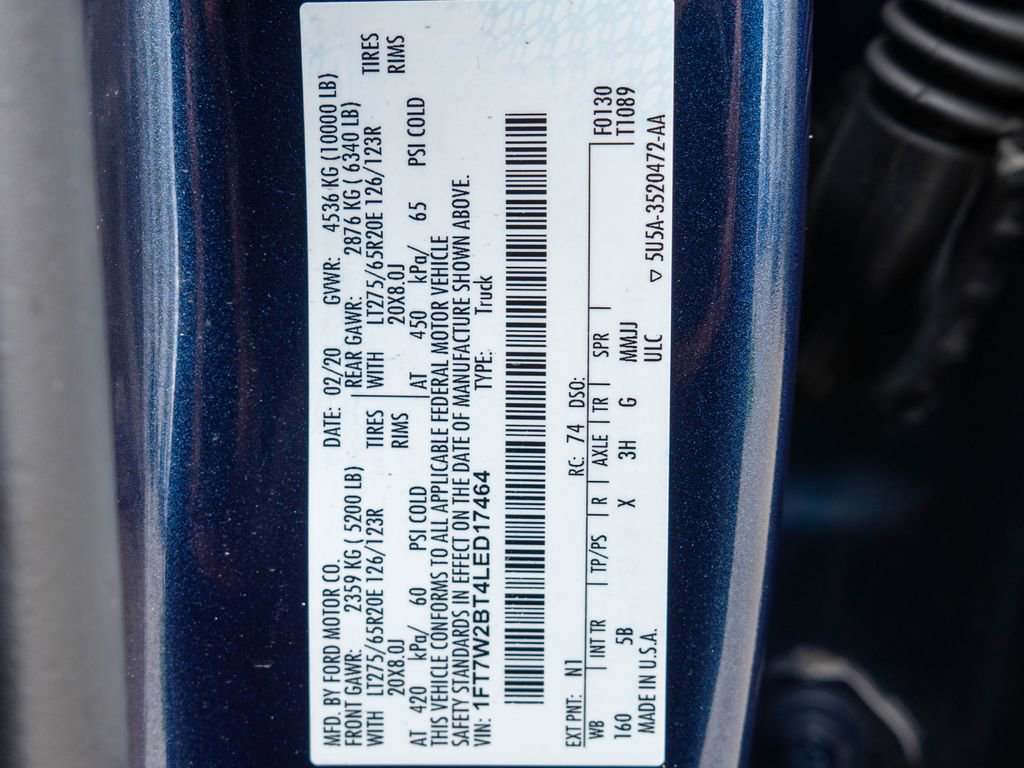 MFD. BY FORD MOTOR CO. DATE: 02/20 GVWR: 4536 KG (10000 LB)
FRONT GAWR: 2359 KG ( 5200 LB) REAR GAWR: 2876 KG ( 6340 LB)
WITH LT275/65R20E 126/123R TIRES WITH LT275/65R20E 126/123R TIRES
20X8.0J RIMS 20X8.0J RIMS
AT 420 kPa/ 60 PSI COLD AT 450 kPa/ 65 PSI COLD
THIS VEHICLE CONFORMS TO ALL APPLICABLE FEDERAL MOTOR VEHICLE
SAFETY STANDARDS IN EFFECT ON THE DATE OF MANUFACTURE SHOWN ABOVE.
VIN: 1FT7W2BT4LED17464 TYPE: Truck
EXT PNT: N1 RC: 74 DSO:
WB INT TR TP/PS R AXLE TR SPR F0130
160 5B X 3H G MMJJ T1089
MADE IN U.S.A. ULC ▽ 5U5A-3520472-AA